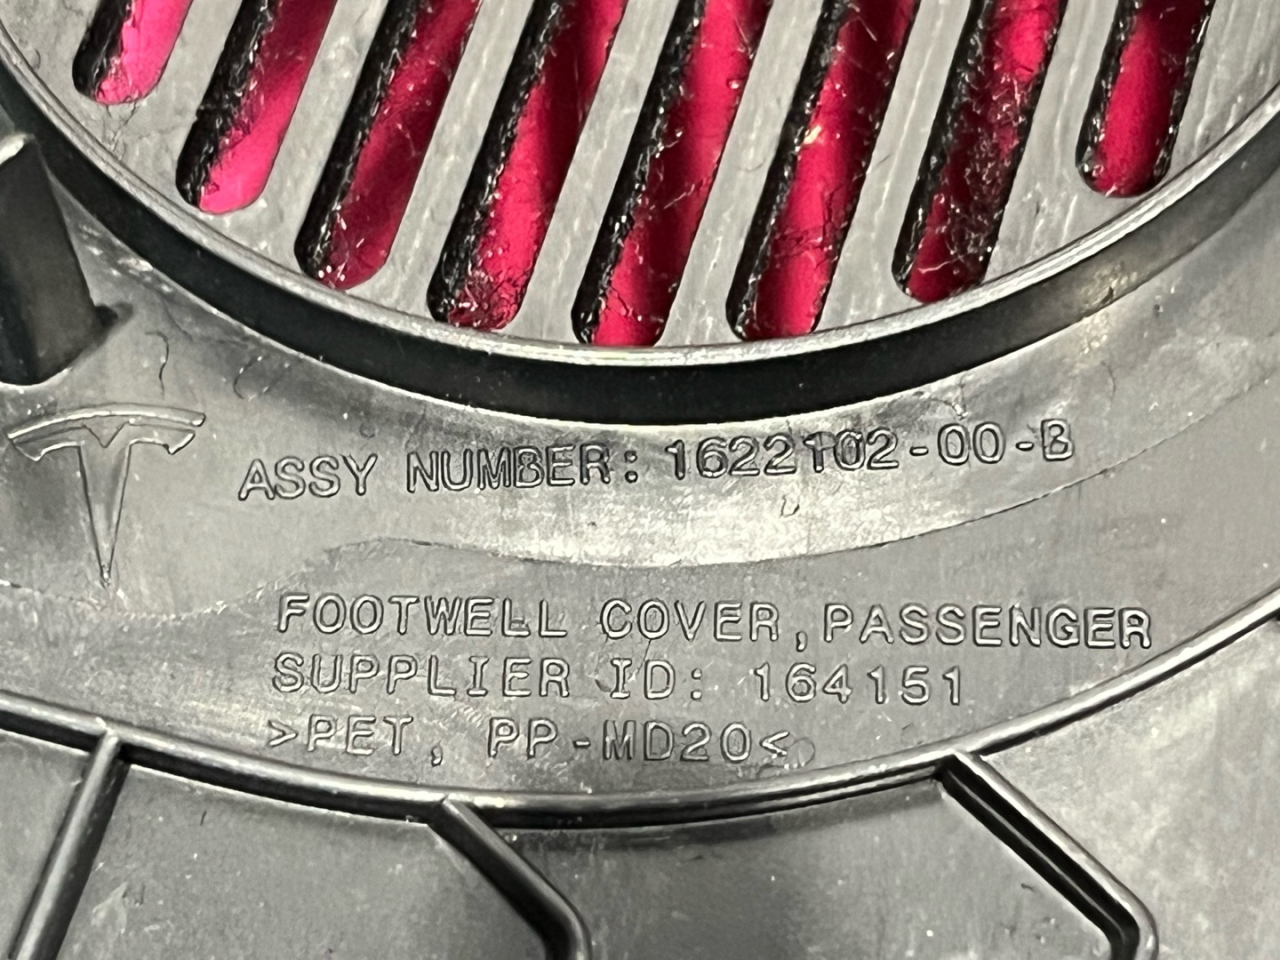 ASSY NUMBER: 1622102-00-B
FOOTWELL COVER, PASSENGER
SUPPLIER ID: 164151
>PET, PP-MD20<